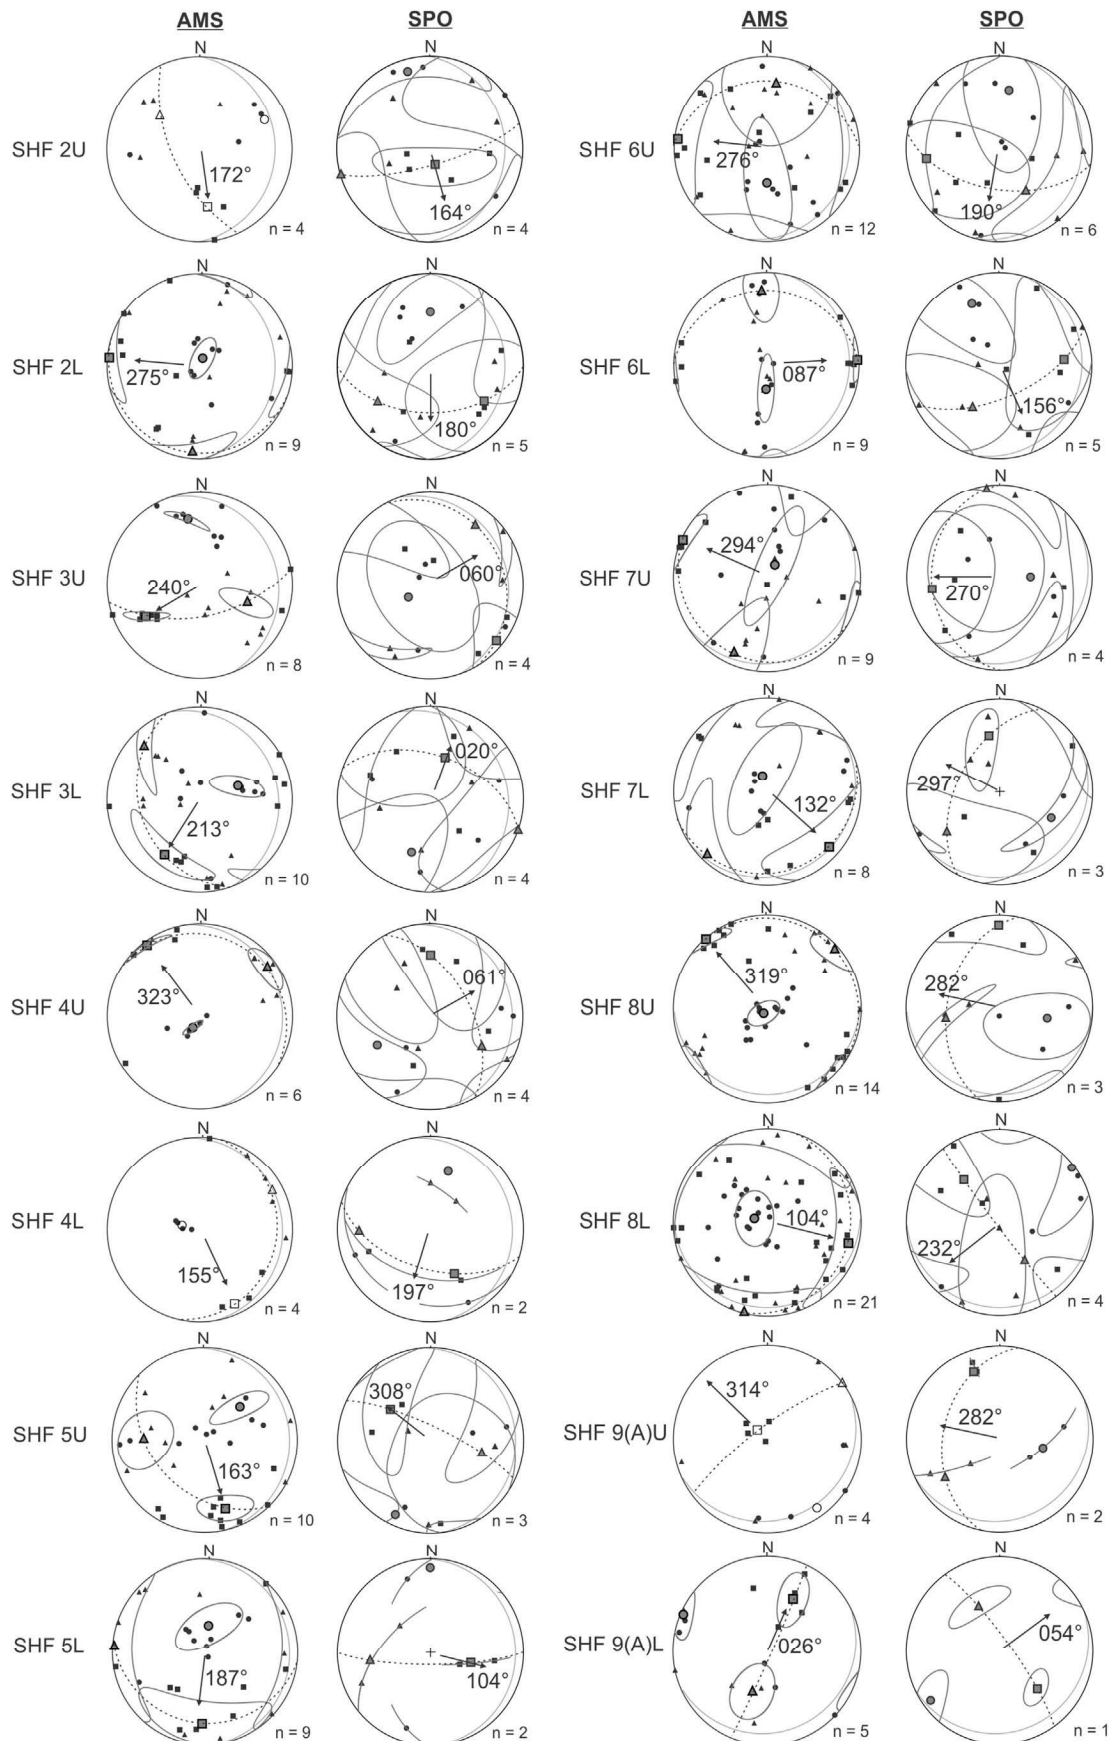 AMS SPO AMS SPO
N N N N
SHF 2U 172° n = 4 164° n = 4 SHF 6U 276° n = 12 190° n = 6
N N N N
SHF 2L 275° n = 9 180° n = 5 SHF 6L 087° n = 9 156° n = 5
N N N N
SHF 3U 240° n = 8 060° n = 4 SHF 7U 294° n = 9 270° n = 4
N N N N
SHF 3L 213° n = 10 020° n = 4 SHF 7L 132° n = 8 297° n = 3
N N N N
SHF 4U 323° n = 6 061° n = 4 SHF 8U 319° n = 14 282° n = 3
N N N N
SHF 4L 155° n = 4 197° n = 2 SHF 8L 104° n = 21 232° n = 4
N N N N
SHF 5U 163° n = 10 308° n = 3 SHF 9(A)U 314° n = 4 282° n = 2
N N N N
SHF 5L 187° n = 9 104° n = 2 SHF 9(A)L 026° n = 5 054° n = 1